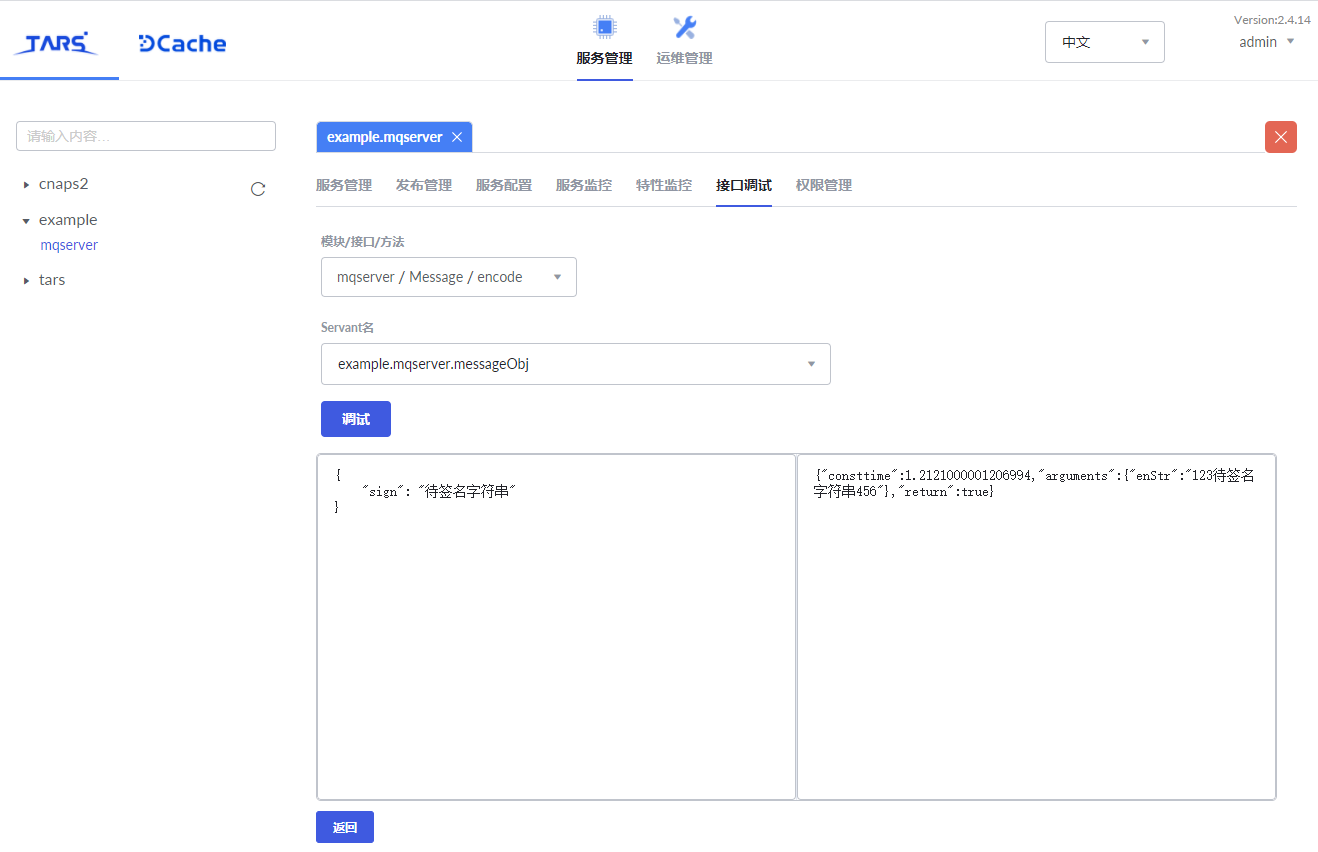 TARS
DCache
服务管理
运维管理
中文
Version:2.4.14
admin
请输入内容...
cnaps2
example
mqserver
tars
example.mqserver
服务管理 发布管理 服务配置 服务监控 特性监控 接口调试 权限管理
模块/接口/方法
mqserver / Message / encode
Servant名
example.mqserver.messageObj
调试
{
"sign": "待签名字符串"
}
{"consttime":1.2121000001206994,"arguments":{"enStr":"123待签名
字符串456"},"return":true}
返回